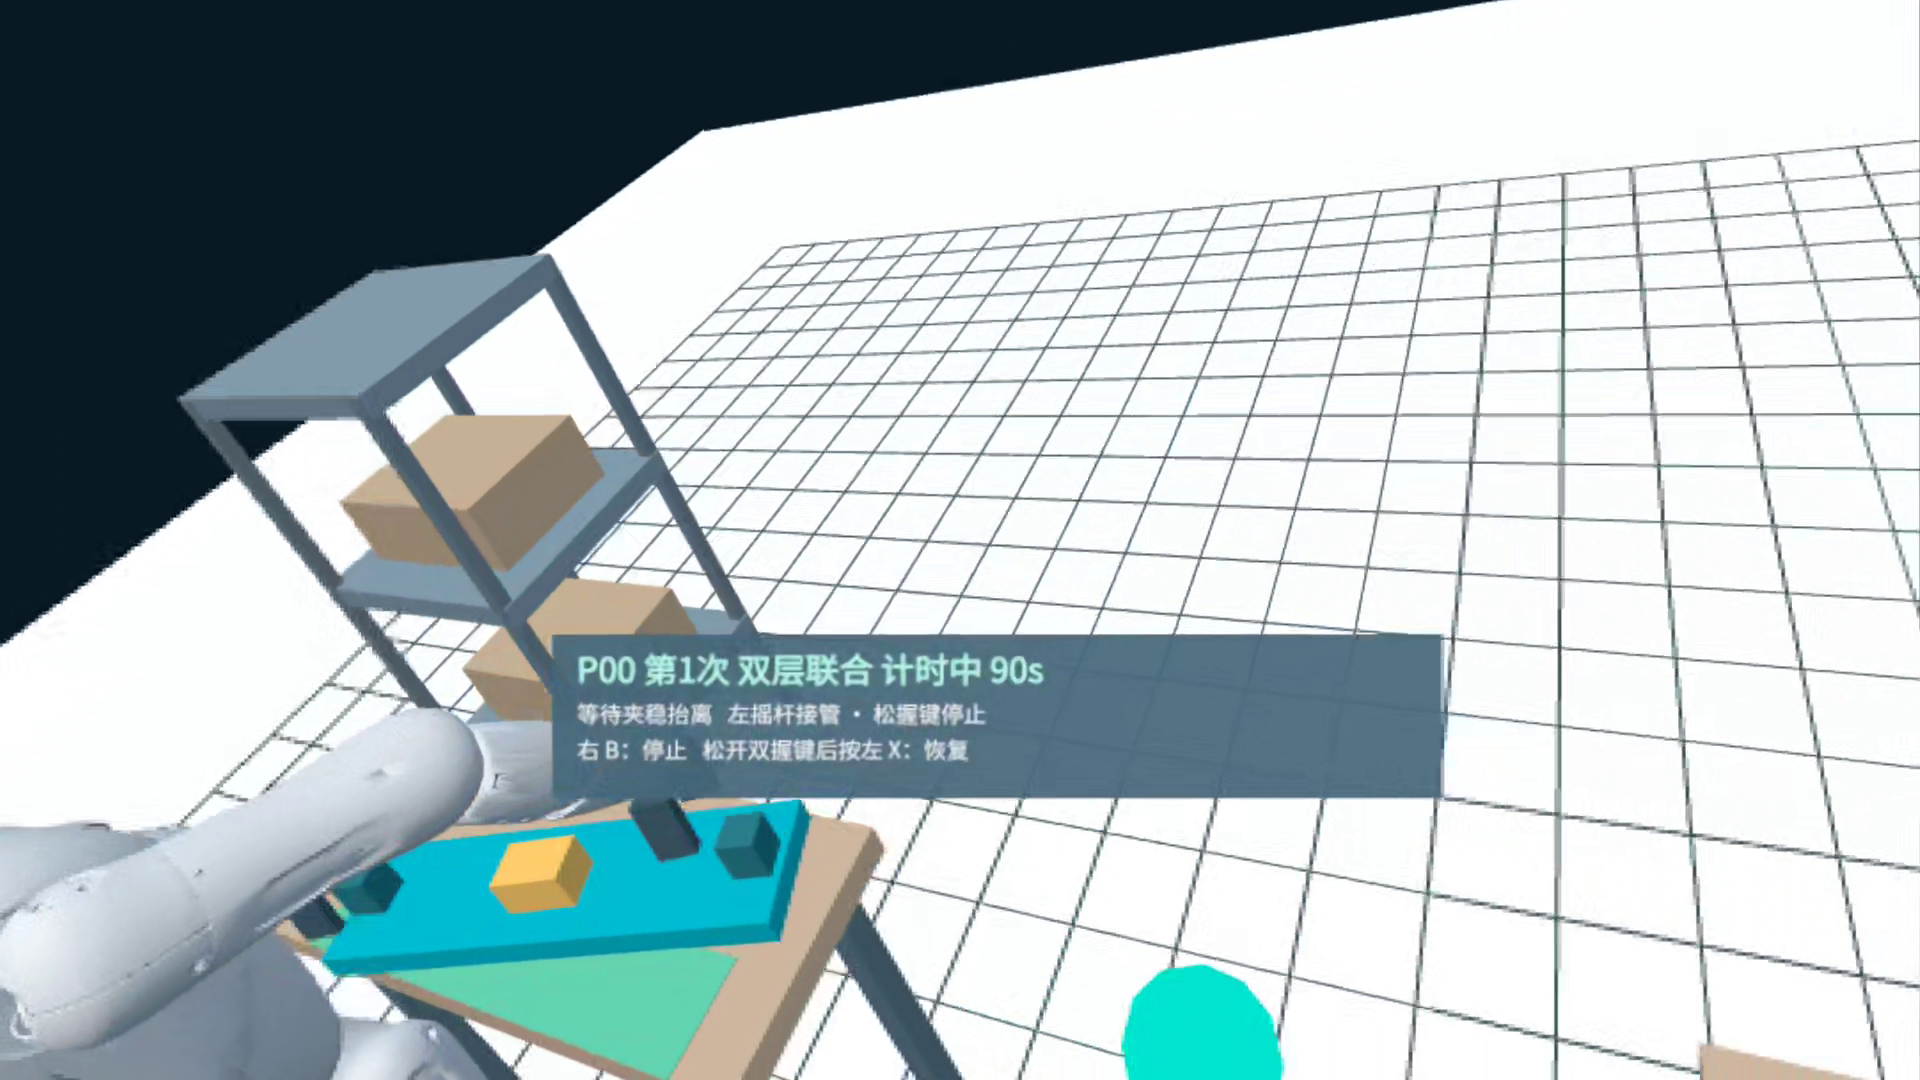 P00 第1次 双层联合 计时中 90s
等待夹稳抬离 左摇杆接管 · 松握键停止
右 B：停止 松开双握键后按左 X：恢复